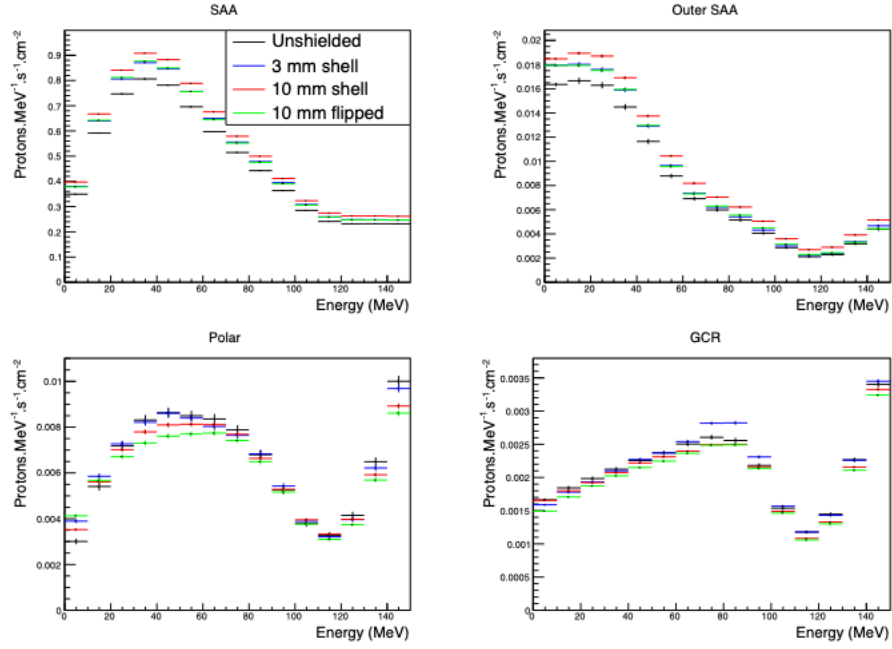 SAA
Protons.MeV⁻¹.s⁻¹.cm⁻²
0.9
0.8
0.7
0.6
0.5
0.4
0.3
0.2
0.1
0
0 20 40 60 80 100 120 140
Energy (MeV)
Unshielded
3 mm shell
10 mm shell
10 mm flipped
Outer SAA
Protons.MeV⁻¹.s⁻¹.cm⁻²
0.02
0.018
0.016
0.014
0.012
0.01
0.008
0.006
0.004
0.002
0
0 20 40 60 80 100 120 140
Energy (MeV)
Polar
Protons.MeV⁻¹.s⁻¹.cm⁻²
0.01
0.008
0.006
0.004
0.002
0
0 20 40 60 80 100 120 140
Energy (MeV)
GCR
Protons.MeV⁻¹.s⁻¹.cm⁻²
0.0035
0.003
0.0025
0.002
0.0015
0.001
0.0005
0
0 20 40 60 80 100 120 140
Energy (MeV)